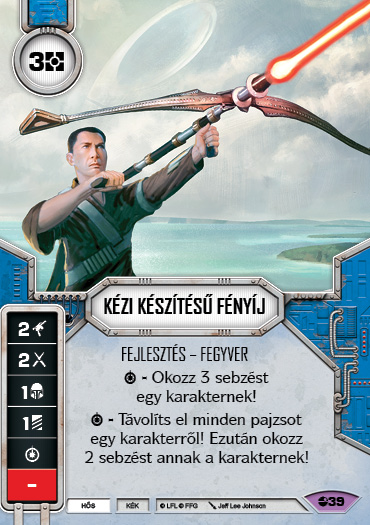 3
KÉZI KÉSZÍTÉSŰ FÉNYÍJ
FEJLESZTÉS – FEGYVER
- Okozz 3 sebzést
egy karakternek!
- Távolíts el minden pajzsot
egy karakterről! Ezután okozz
2 sebzést annak a karakternek!
2
2
1
1
–
HŐS
KÉK
© LFL © FFG
Jeff Lee Johnson
39